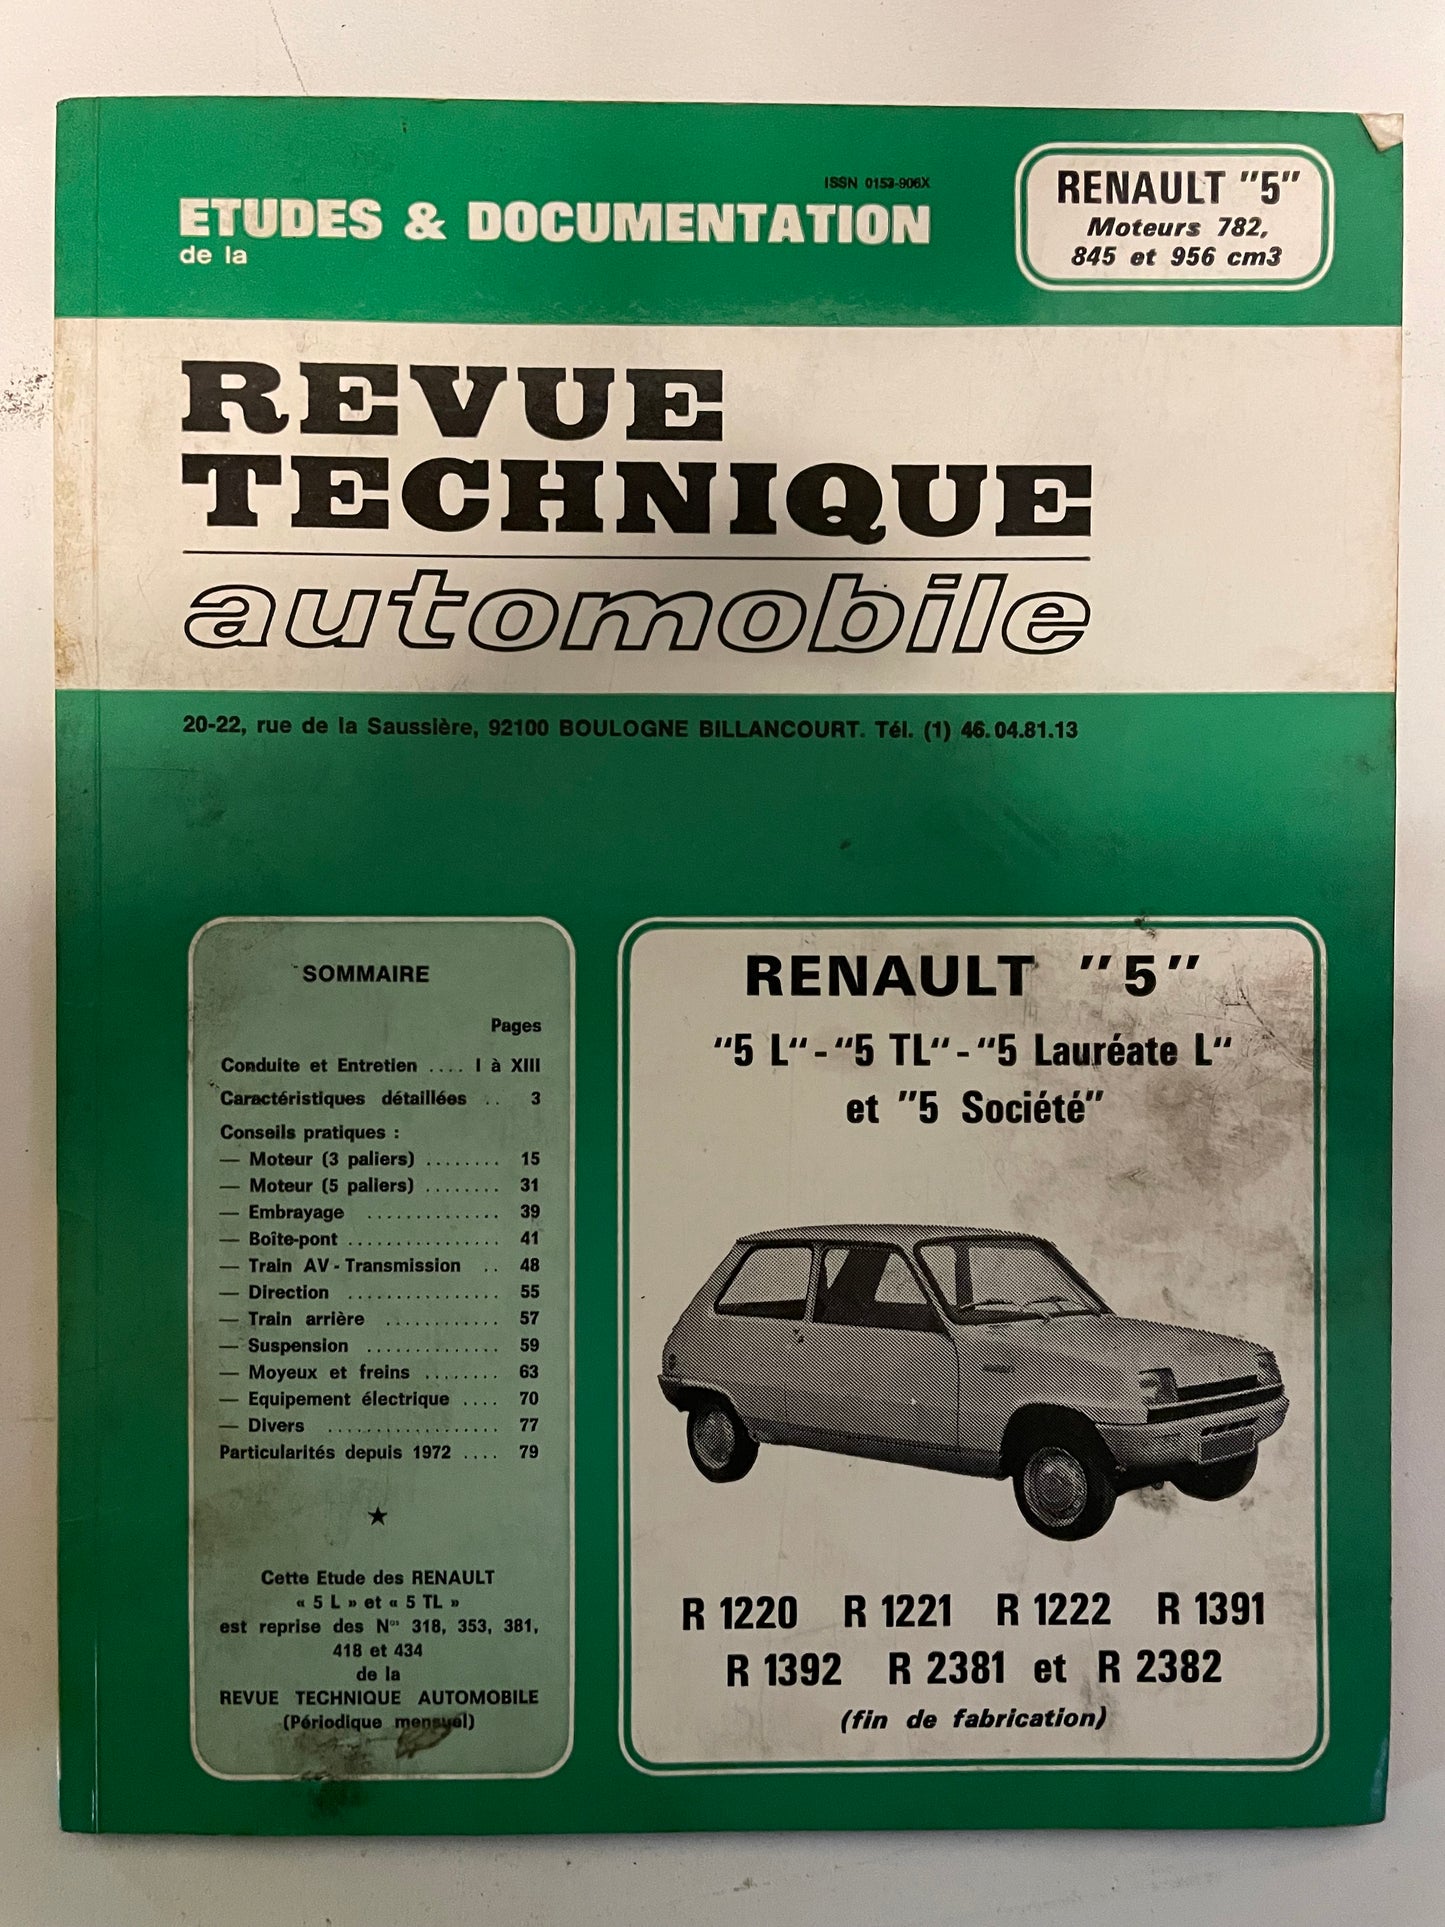 ISSN 0153-906X
ETUDES & DOCUMENTATION
de la
RENAULT "5"
Moteurs 782,
845 et 956 cm3
REVUE
TECHNIQUE
automobile
20-22, rue de la Saussière, 92100 BOULOGNE BILLANCOURT. Tél. (1) 46.04.81.13
SOMMAIRE
Pages
Conduite et Entretien .... I à XIII
Caractéristiques détaillées .. 3
Conseils pratiques :
— Moteur (3 paliers) ........ 15
— Moteur (5 paliers) ........ 31
— Embrayage .............. 39
— Boîte-pont ................ 41
— Train AV - Transmission .. 48
— Direction ................ 55
— Train arrière ............ 57
— Suspension .............. 59
— Moyeux et freins ........ 63
— Equipement électrique .... 70
— Divers .................. 77
Particularités depuis 1972 .... 79
★
Cette Etude des RENAULT
« 5 L » et « 5 TL »
est reprise des Nos 318, 353, 381,
418 et 434
de la
REVUE TECHNIQUE AUTOMOBILE
(Périodique mensuel)
RENAULT "5"
"5 L" - "5 TL" - "5 Lauréate L"
et "5 Société"
R 1220 R 1221 R 1222 R 1391
R 1392 R 2381 et R 2382
(fin de fabrication)